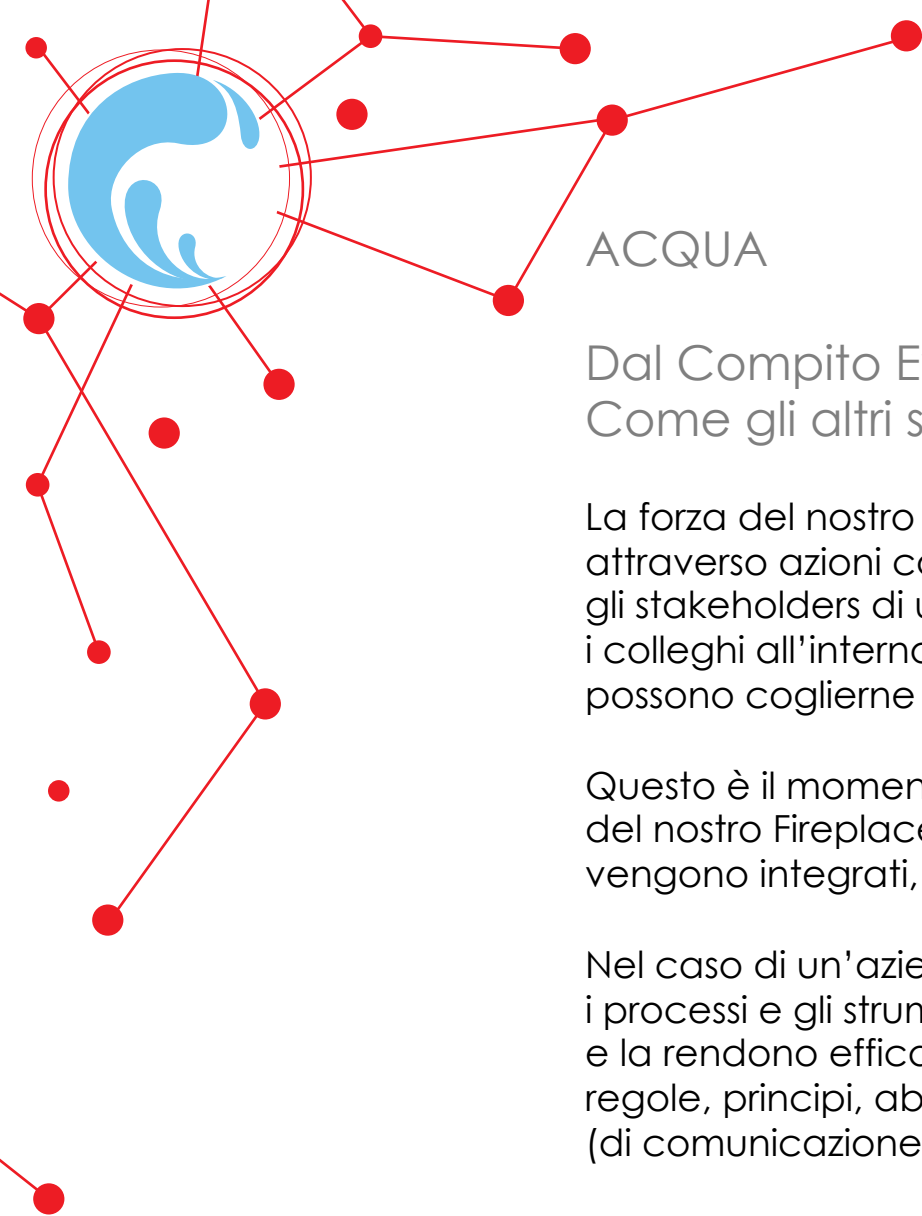 ACQUA
Dal Compito E
Come gli altri s
La forza del nostro
attraverso azioni co
gli stakeholders di u
i colleghi all’interno
possono coglierne
Questo è il momen
del nostro Fireplace
vengono integrati,
Nel caso di un’azie
i processi e gli strum
e la rendono effica
regole, principi, ab
(di comunicazione